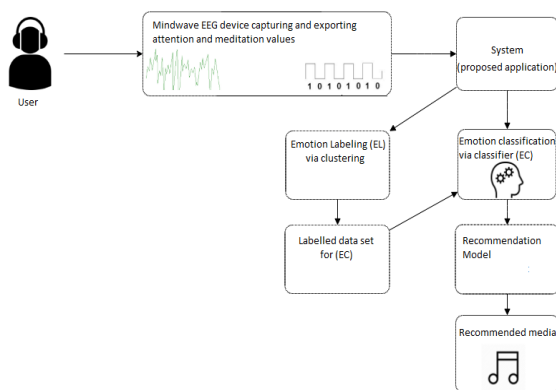 Mindwave EEG device capturing and exporting
attention and meditation values
1 0 1 0 1 0 1 0
User
System
(proposed application)
Emotion Labeling (EL)
via clustering
Emotion classification
via classifier (EC)
Labelled data set
for (EC)
Recommendation
Model
Recommended media